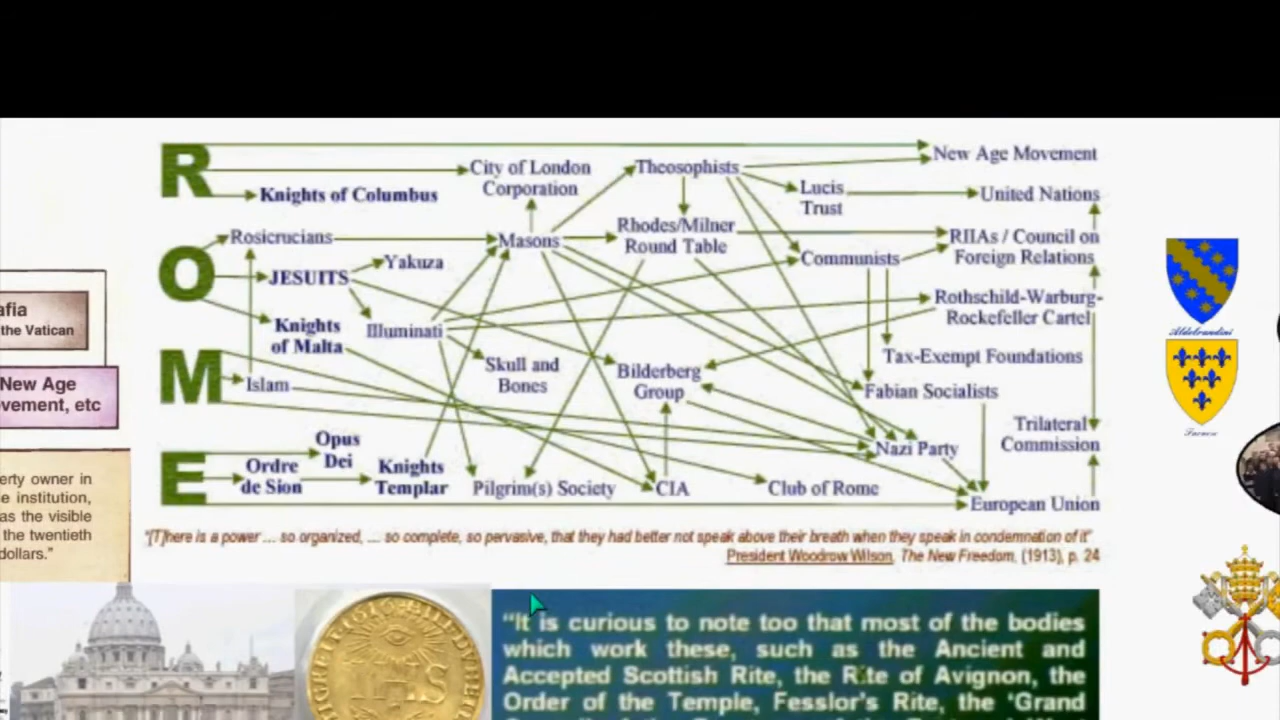 R
O
M
E
Knights of Columbus
City of London
Corporation
Theosophists
New Age Movement
Lucis
Trust
United Nations
Rosicrucians
Masons
Rhodes/Milner
Round Table
RIIAs / Council on
Foreign Relations
JESUITS
Yakuza
Communists
Knights
of Malta
Illuminati
Rothschild-Warburg-
Rockefeller Cartel
Skull and
Bones
Bilderberg
Group
Tax-Exempt Foundations
Islam
Fabian Socialists
Trilateral
Commission
Opus
Dei
Nazi Party
Ordre
de Sion
Knights
Templar
Pilgrim(s) Society
CIA
Club of Rome
European Union
"[T]here is a power ... so organized, ... so complete, so pervasive, that they had better not speak above their breath when they speak in condemnation of it"
President Woodrow Wilson, The New Freedom, (1913), p. 24
afia
the Vatican
New Age
vement, etc
erty owner in
e institution,
as the visible
the twentieth
dollars."
Aldobrandini
Farnese
IHS
"It is curious to note too that most of the bodies
which work these, such as the Ancient and
Accepted Scottish Rite, the Rite of Avignon, the
Order of the Temple, Fessler's Rite, the 'Grand